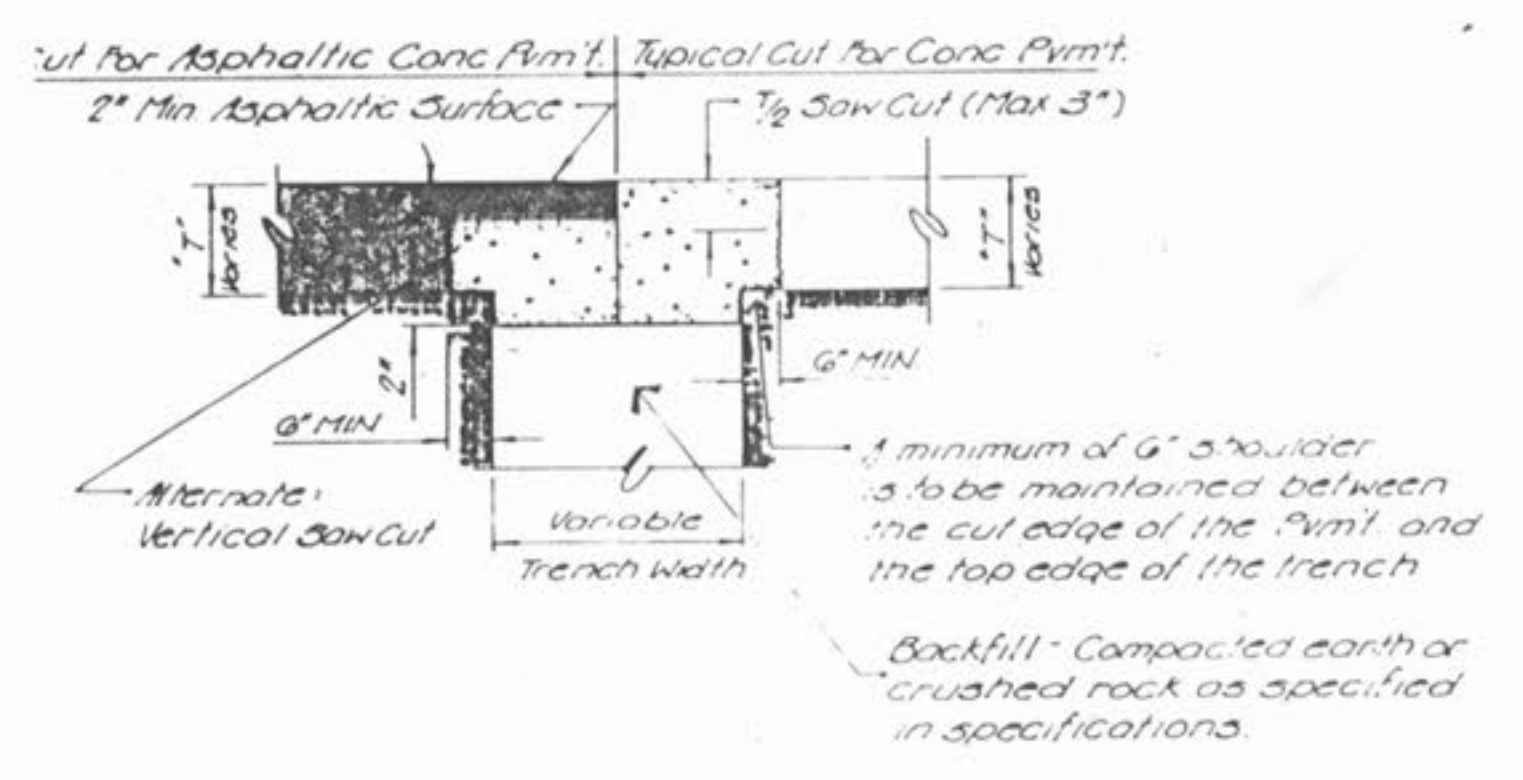 Cut For Asphaltic Conc Pvm't.
Typical Cut For Conc Pvm't.
2" Min. Asphaltic Surface
T/2 Saw Cut (Max 3")
"T"
Varies
"T"
Varies
2"
6" MIN.
6" MIN
A minimum of 6" shoulder
is to be maintained between
the cut edge of the Pvm't. and
the top edge of the trench
Alternate:
Vertical Saw Cut
Variable
Trench Width
Backfill - Compacted earth or
crushed rock as specified
in specifications.